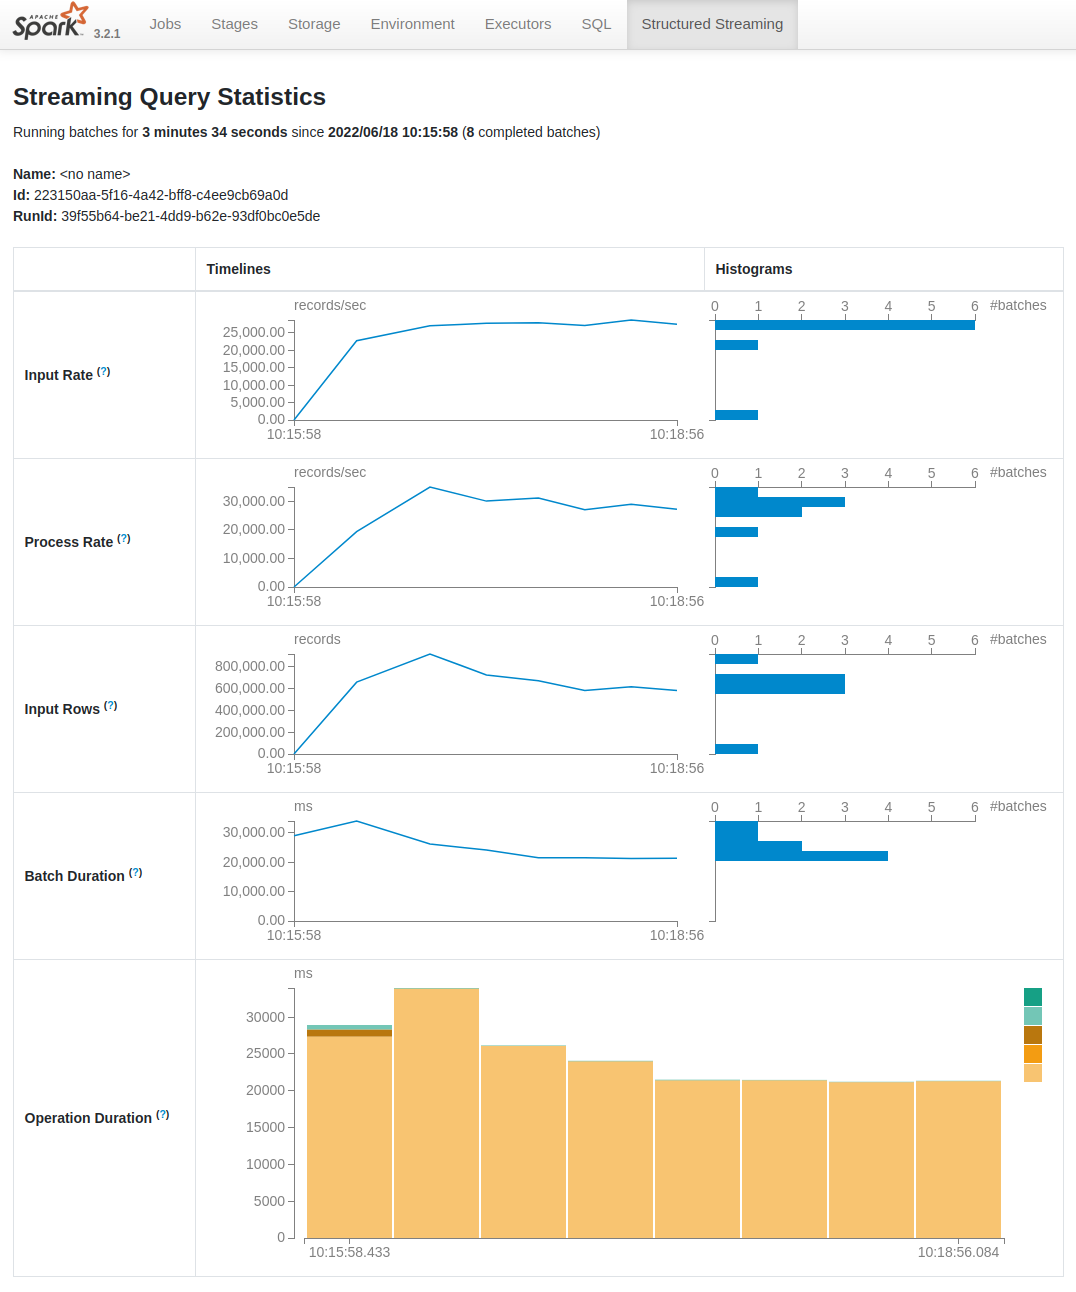 APACHE
Spark 3.2.1 Jobs Stages Storage Environment Executors SQL Structured Streaming
Streaming Query Statistics
Running batches for 3 minutes 34 seconds since 2022/06/18 10:15:58 (8 completed batches)
Name: <no name>
Id: 223150aa-5f16-4a42-bff8-c4ee9cb69a0d
RunId: 39f55b64-be21-4dd9-b62e-93df0bc0e5de
Timelines Histograms
Input Rate (?)
records/sec
25,000.00
20,000.00
15,000.00
10,000.00
5,000.00
0.00
10:15:58 10:18:56
0 1 2 3 4 5 6 #batches
Process Rate (?)
records/sec
30,000.00
20,000.00
10,000.00
0.00
10:15:58 10:18:56
0 1 2 3 4 5 6 #batches
Input Rows (?)
records
800,000.00
600,000.00
400,000.00
200,000.00
0.00
10:15:58 10:18:56
0 1 2 3 4 5 6 #batches
Batch Duration (?)
ms
30,000.00
20,000.00
10,000.00
0.00
10:15:58 10:18:56
0 1 2 3 4 5 6 #batches
Operation Duration (?)
ms
30000
25000
20000
15000
10000
5000
0
10:15:58.433 10:18:56.084